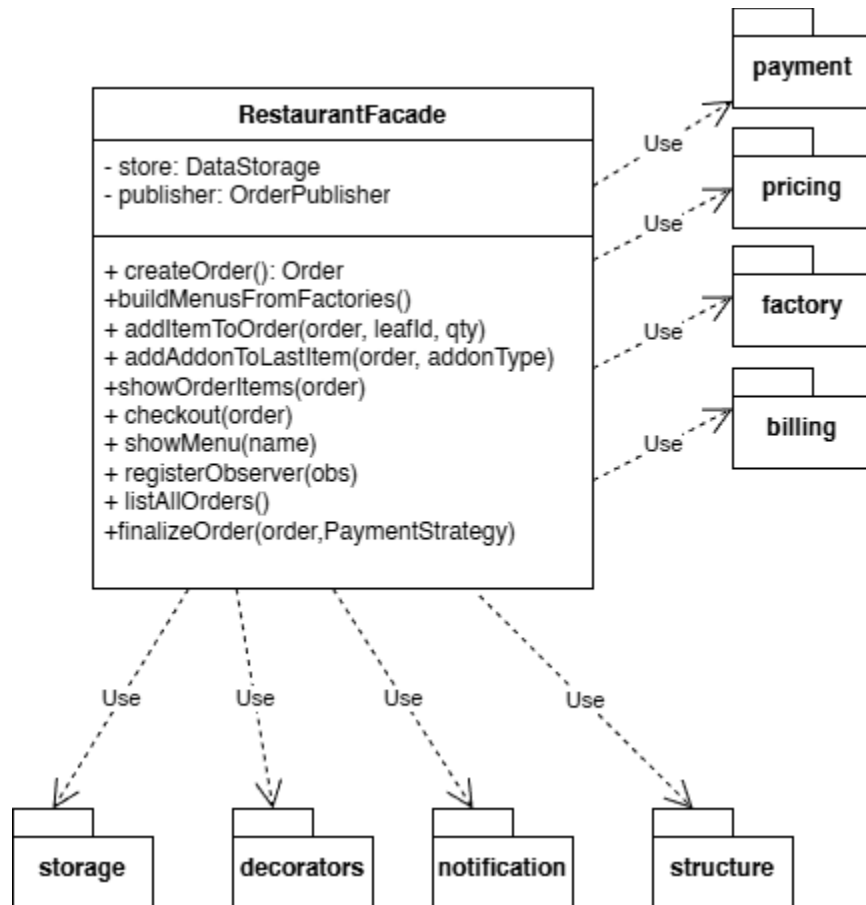 RestaurantFacade
- store: DataStorage
- publisher: OrderPublisher
+ createOrder(): Order
+buildMenusFromFactories()
+ addItemToOrder(order, leafId, qty)
+ addAddonToLastItem(order, addonType)
+showOrderItems(order)
+ checkout(order)
+ showMenu(name)
+ registerObserver(obs)
+ listAllOrders()
+finalizeOrder(order,PaymentStrategy)
Use
payment
Use
pricing
Use
factory
Use
billing
Use
Use
Use
Use
storage
decorators
notification
structure